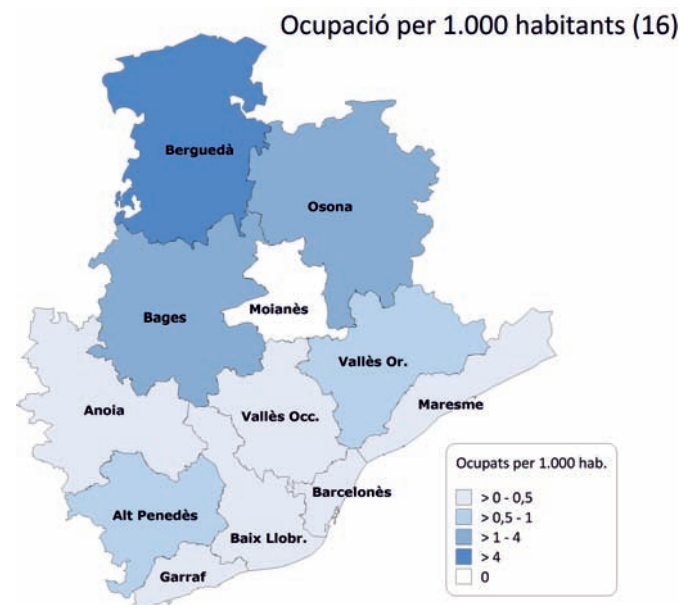 Ocupació per 1.000 habitants (16)
Berguedà
Osona
Bages
Moianès
Vallès Or.
Anoia
Vallès Occ.
Maresme
Alt Penedès
Barcelonès
Baix Llobr.
Garraf
Ocupats per 1.000 hab.
> 0 - 0,5
> 0,5 - 1
> 1 - 4
> 4
0